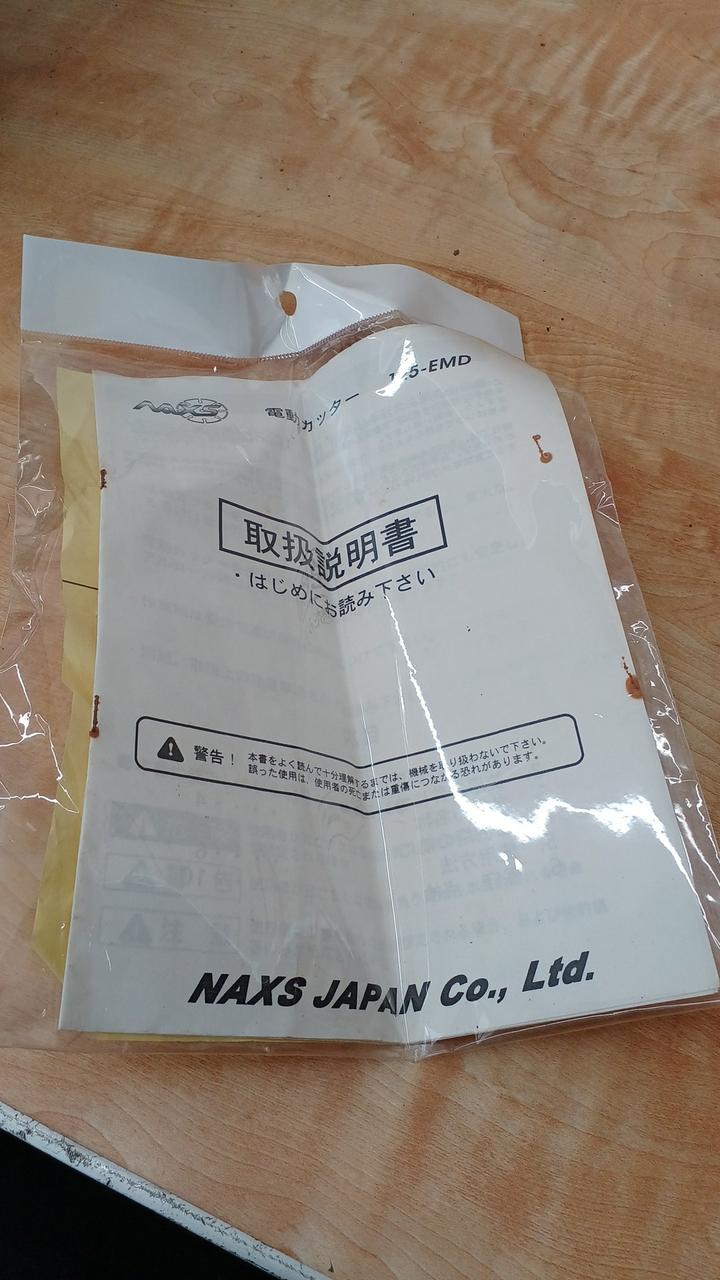 NAXS 電動カッター 125-EMD
取扱説明書
・はじめにお読み下さい
警告！ 本書をよく読んで十分理解するまでは、機械を取り扱わないで下さい。
誤った使用は、使用者の死亡または重傷につながる恐れがあります。
NAXS JAPAN Co., Ltd.